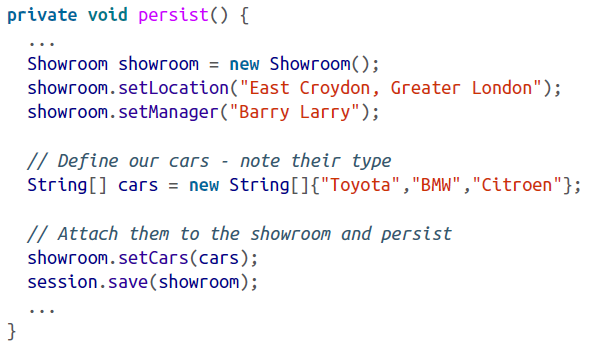 private void persist() {
...
Showroom showroom = new Showroom();
showroom.setLocation("East Croydon, Greater London");
showroom.setManager("Barry Larry");
// Define our cars - note their type
String[] cars = new String[]{"Toyota","BMW","Citroen"};
// Attach them to the showroom and persist
showroom.setCars(cars);
session.save(showroom);
...
}